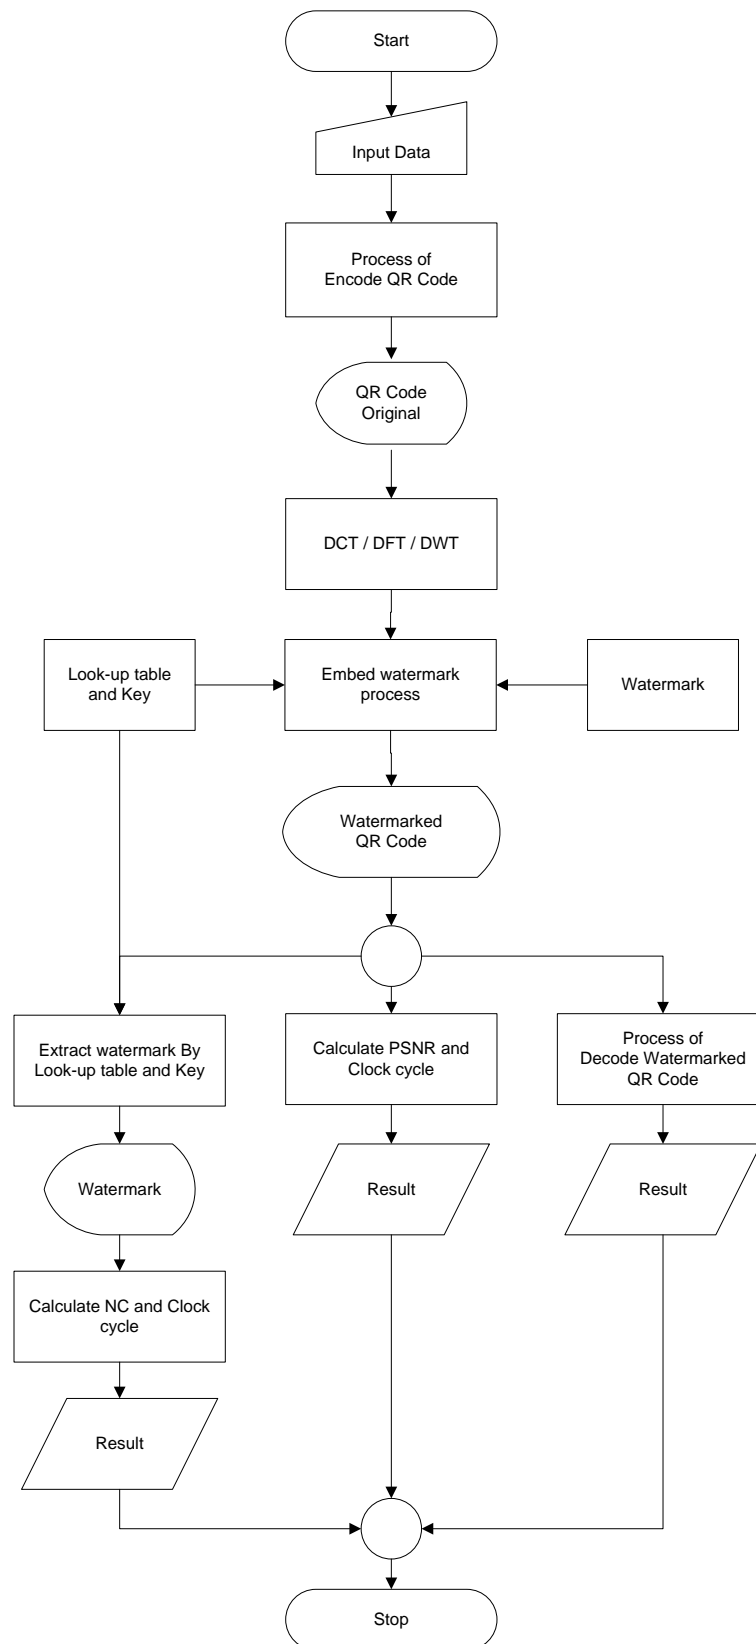 Start
Input Data
Process of
Encode QR Code
QR Code
Original
DCT / DFT / DWT
Look-up table
and Key
Embed watermark
process
Watermark
Watermarked
QR Code
Extract watermark By
Look-up table and Key
Calculate PSNR and
Clock cycle
Process of
Decode Watermarked
QR Code
Watermark
Result
Result
Calculate NC and Clock
cycle
Result
Stop